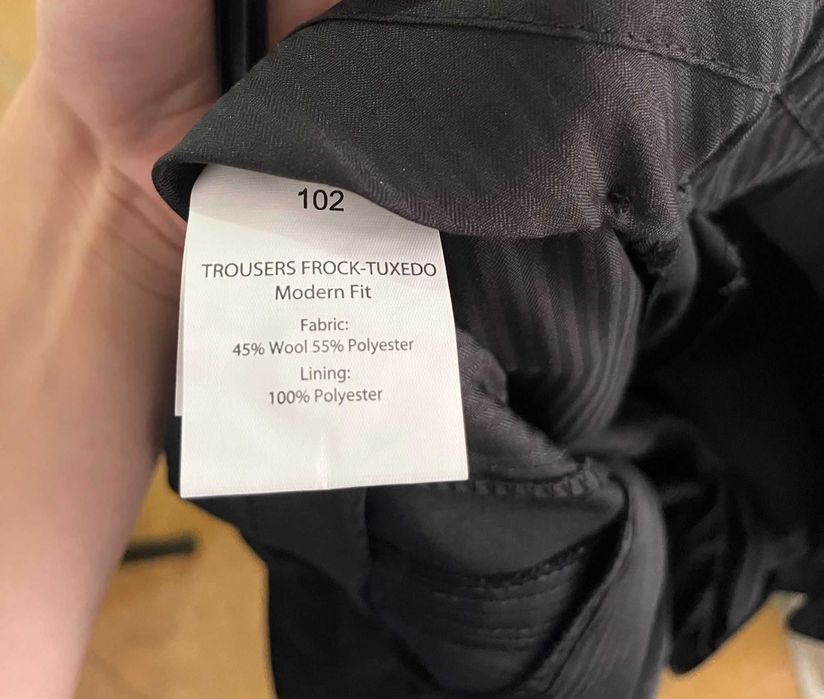 102
TROUSERS FROCK-TUXEDO
Modern Fit
Fabric:
45% Wool 55% Polyester
Lining:
100% Polyester